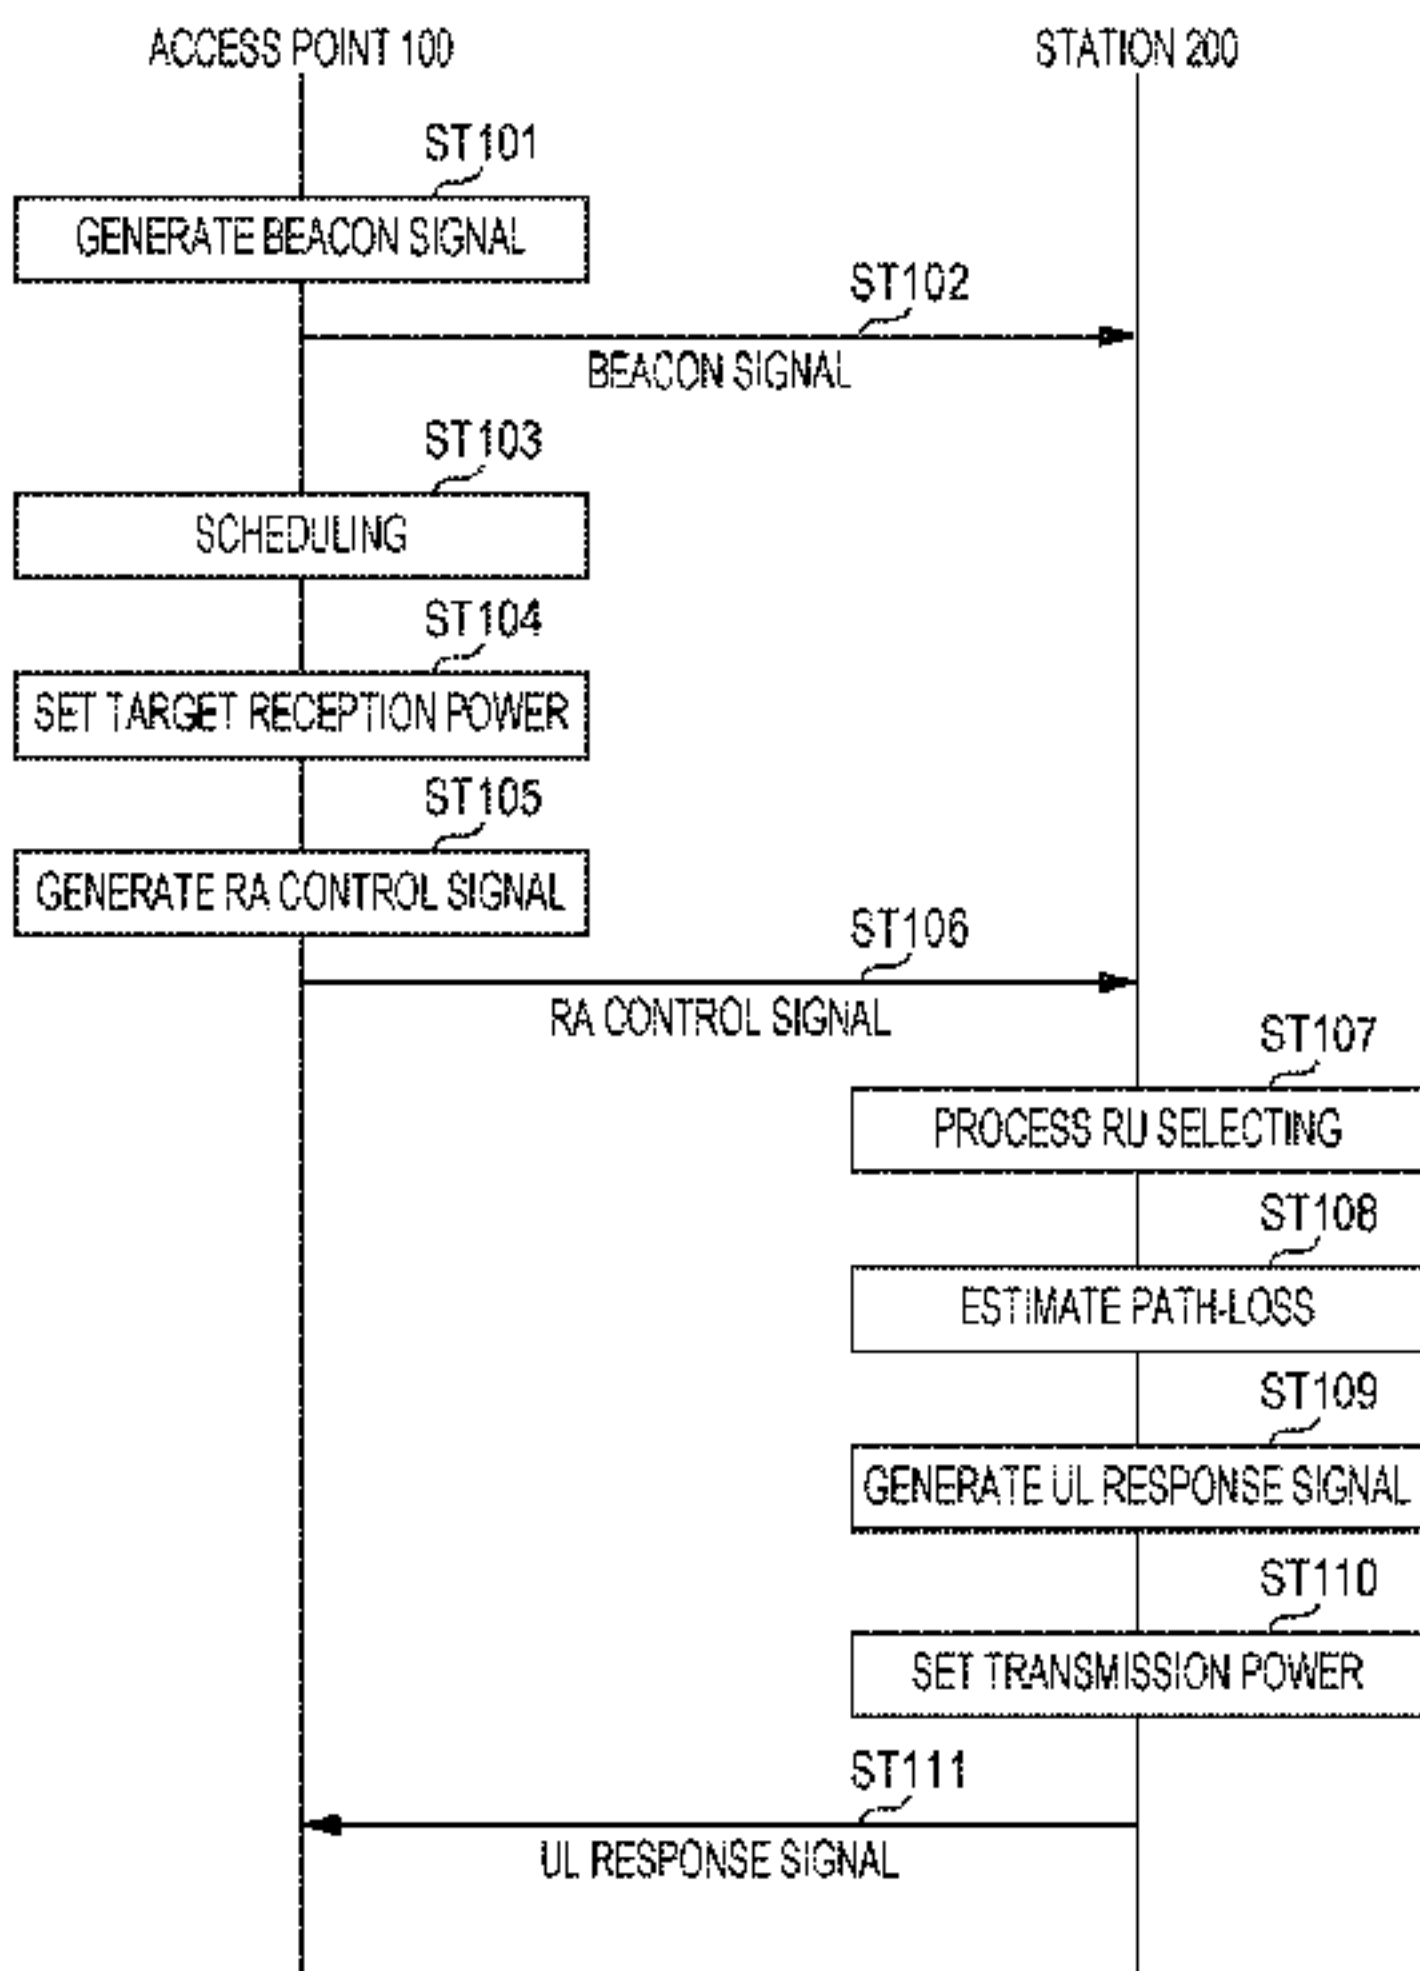 ACCESS POINT 100
STATION 200
ST101
GENERATE BEACON SIGNAL
ST102
BEACON SIGNAL
ST103
SCHEDULING
ST104
SET TARGET RECEPTION POWER
ST105
GENERATE RA CONTROL SIGNAL
ST106
RA CONTROL SIGNAL
ST107
PROCESS RU SELECTING
ST108
ESTIMATE PATH-LOSS
ST109
GENERATE UL RESPONSE SIGNAL
ST110
SET TRANSMISSION POWER
ST111
UL RESPONSE SIGNAL